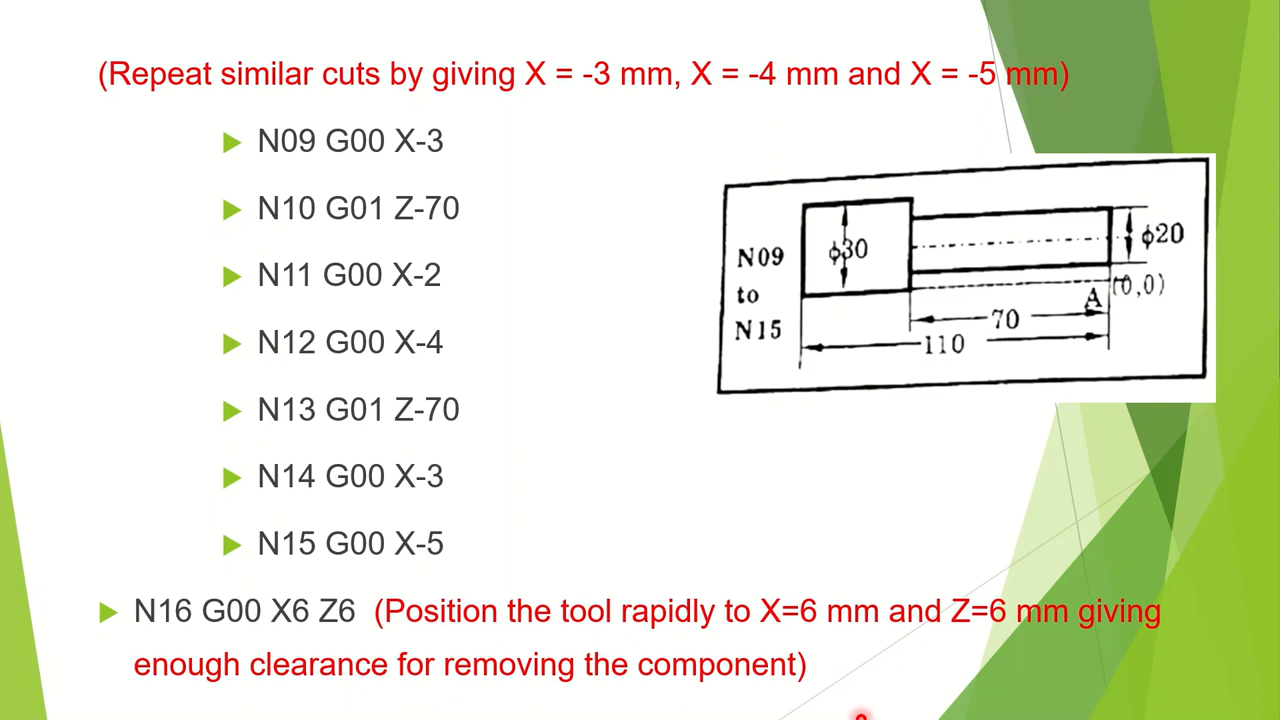 (Repeat similar cuts by giving X = -3 mm, X = -4 mm and X = -5 mm)
N09 G00 X-3
N10 G01 Z-70
N11 G00 X-2
N12 G00 X-4
N13 G01 Z-70
N14 G00 X-3
N15 G00 X-5
N16 G00 X6 Z6 (Position the tool rapidly to X=6 mm and Z=6 mm giving
enough clearance for removing the component)
N09
to
N15
ϕ30
ϕ20
A (0,0)
70
110